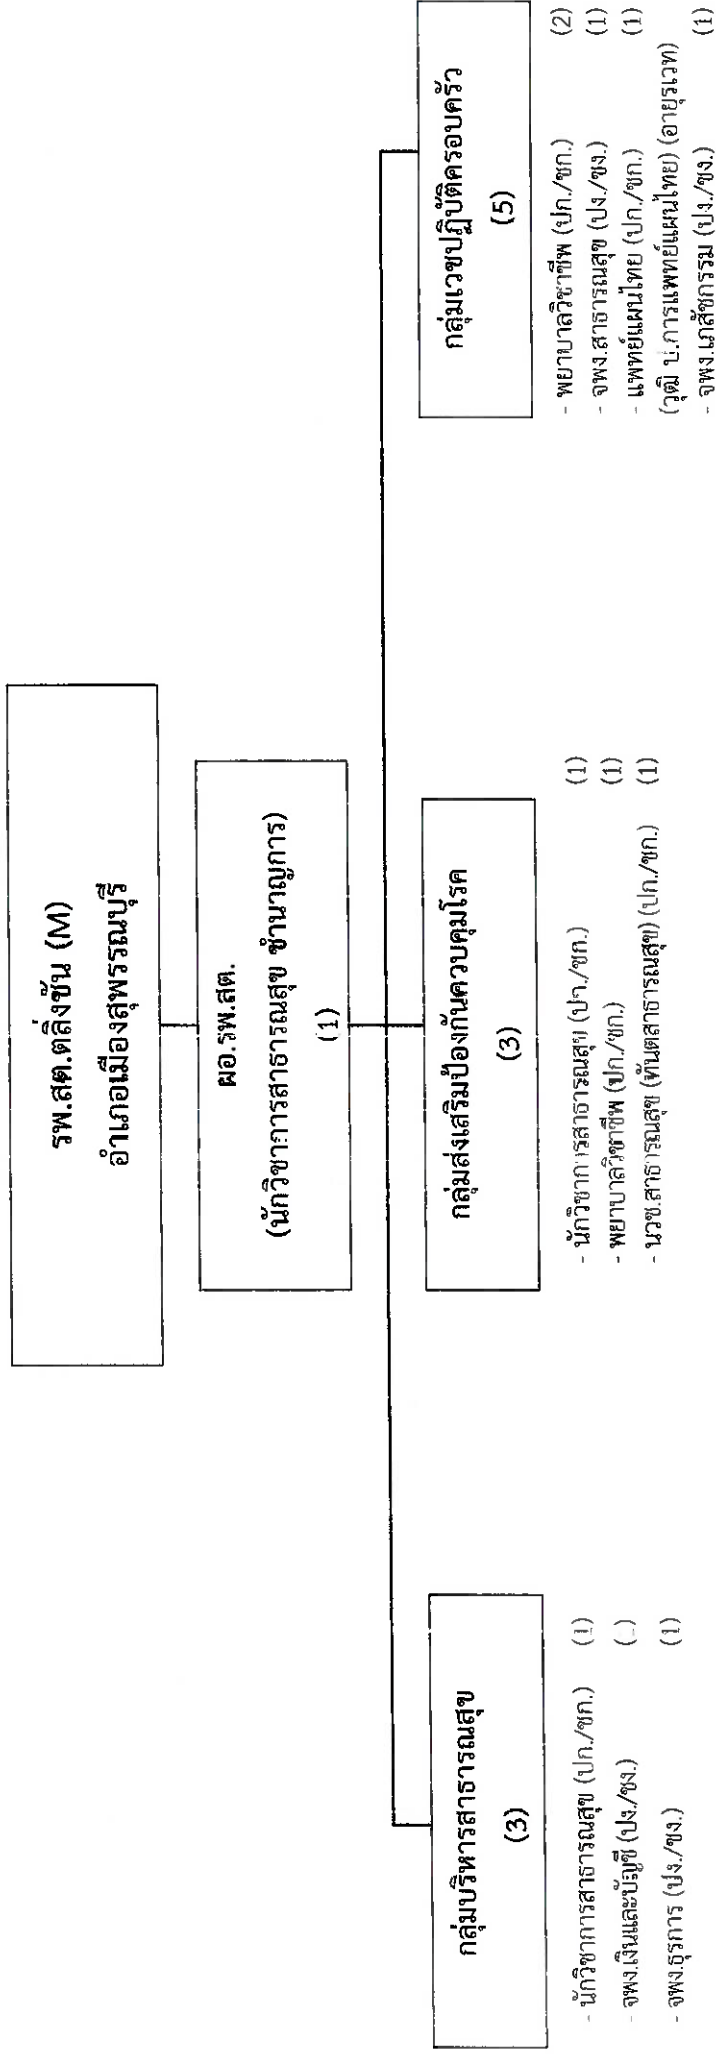 รพ.สต.ตลิ่งชัน (M)
อำเภอเมืองสุพรรณบุรี
ผอ.รพ.สต.
(นักวิชาการสาธารณสุข ชำนาญการ)
(1)
กลุ่มบริหารสาธารณสุข
(3)
- นักวิชาการสาธารณสุข (ปก./ชก.) (1)
- จพง.เงินและบัญชี (ปง./ชง.)
- จพง.ธุรการ (ปง./ชง.) (1)
กลุ่มส่งเสริมป้องกันควบคุมโรค
(3)
- นักวิชาการสาธารณสุข (ปก./ชก.) (1)
- พยาบาลวิชาชีพ (ปก./ชก.) (1)
- นวช.สาธารณสุข (ทันตสาธารณสุข) (ปก./ชก.) (1)
กลุ่มเวชปฏิบัติครอบครัว
(5)
- พยาบาลวิชาชีพ (ปก./ชก.) (2)
- จพง.สาธารณสุข (ปง./ชง.) (1)
- แพทย์แผนไทย (ปก./ชก.) (1)
(วุฒิ ป.การแพทย์แผนไทย) (อายุรเวท)
- จพง.เภสัชกรรม (ปง./ชง.) (1)